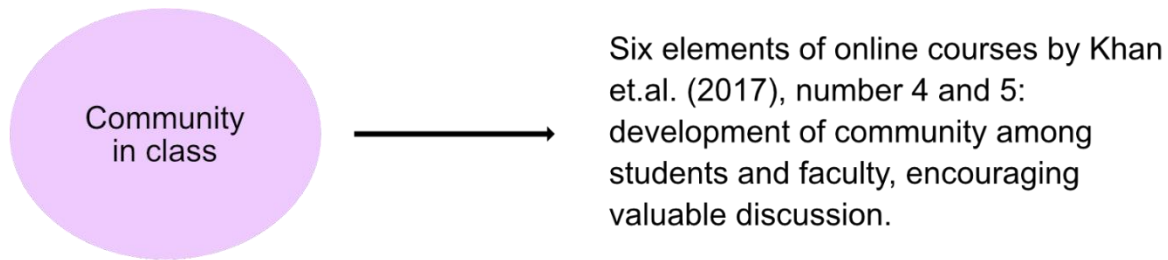 Community
in class
Six elements of online courses by Khan
et.al. (2017), number 4 and 5:
development of community among
students and faculty, encouraging
valuable discussion.